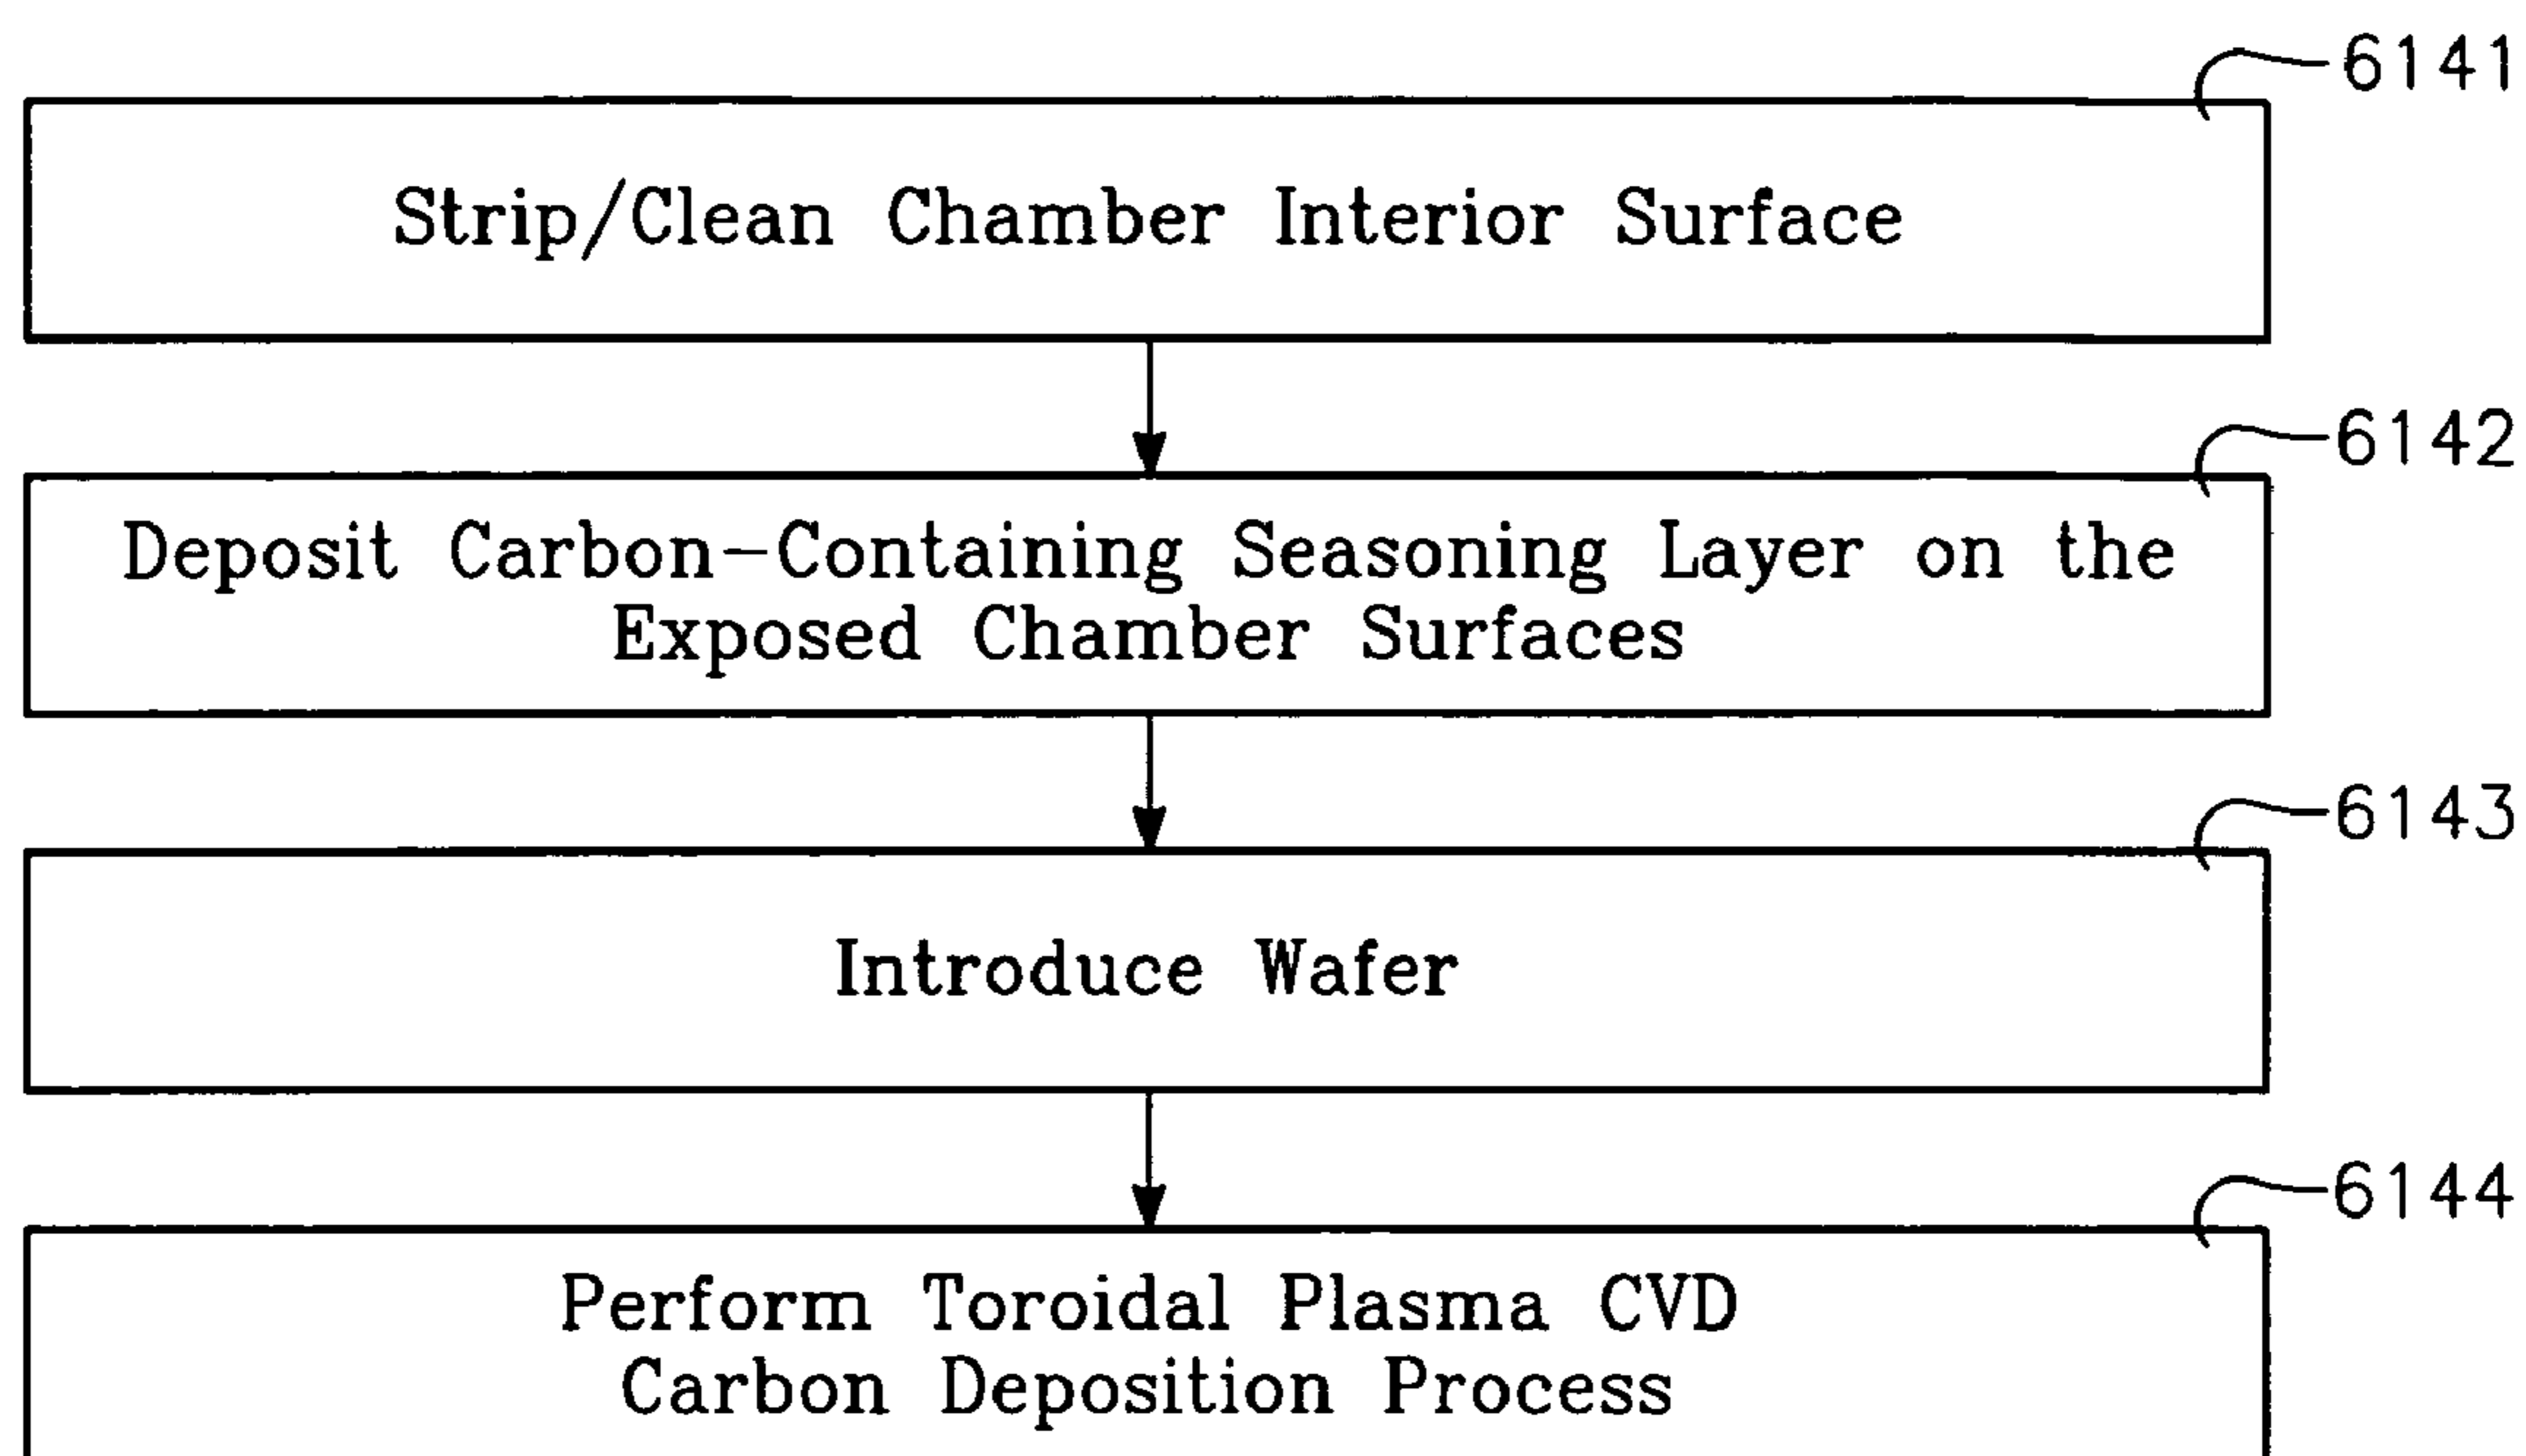 6141
Strip/Clean Chamber Interior Surface
6142
Deposit Carbon-Containing Seasoning Layer on the
Exposed Chamber Surfaces
6143
Introduce Wafer
6144
Perform Toroidal Plasma CVD
Carbon Deposition Process